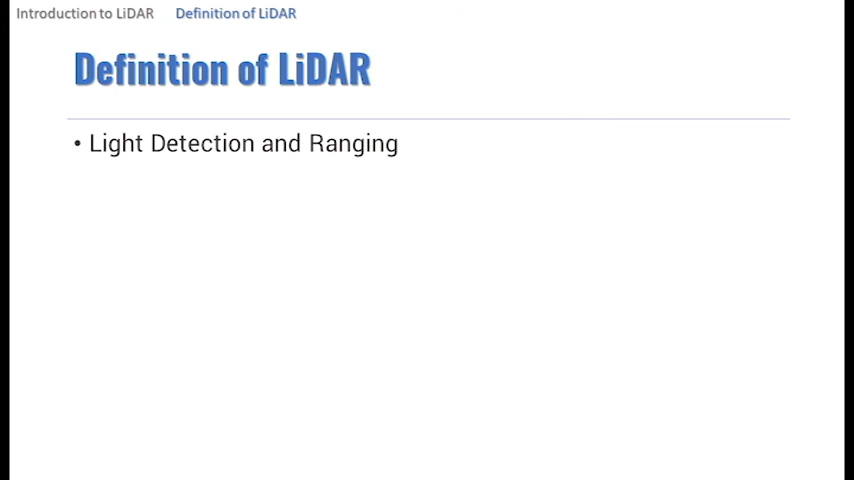 Introduction to LiDAR Definition of LiDAR
Definition of LiDAR
• Light Detection and Ranging